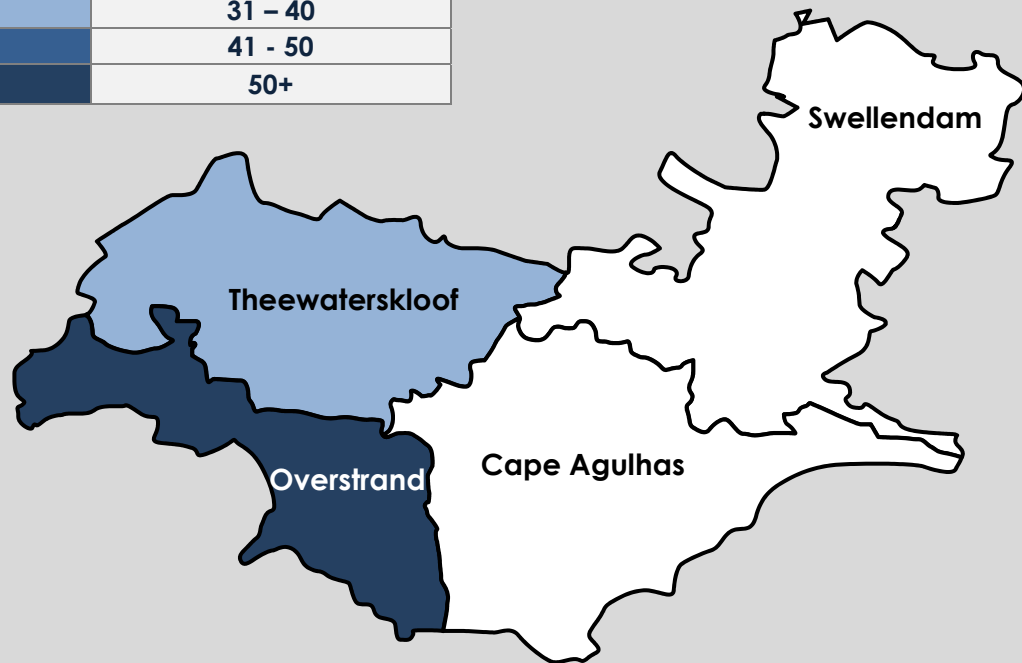 31 – 40
41 - 50
50+
Swellendam
Theewaterskloof
Cape Agulhas
Overstrand